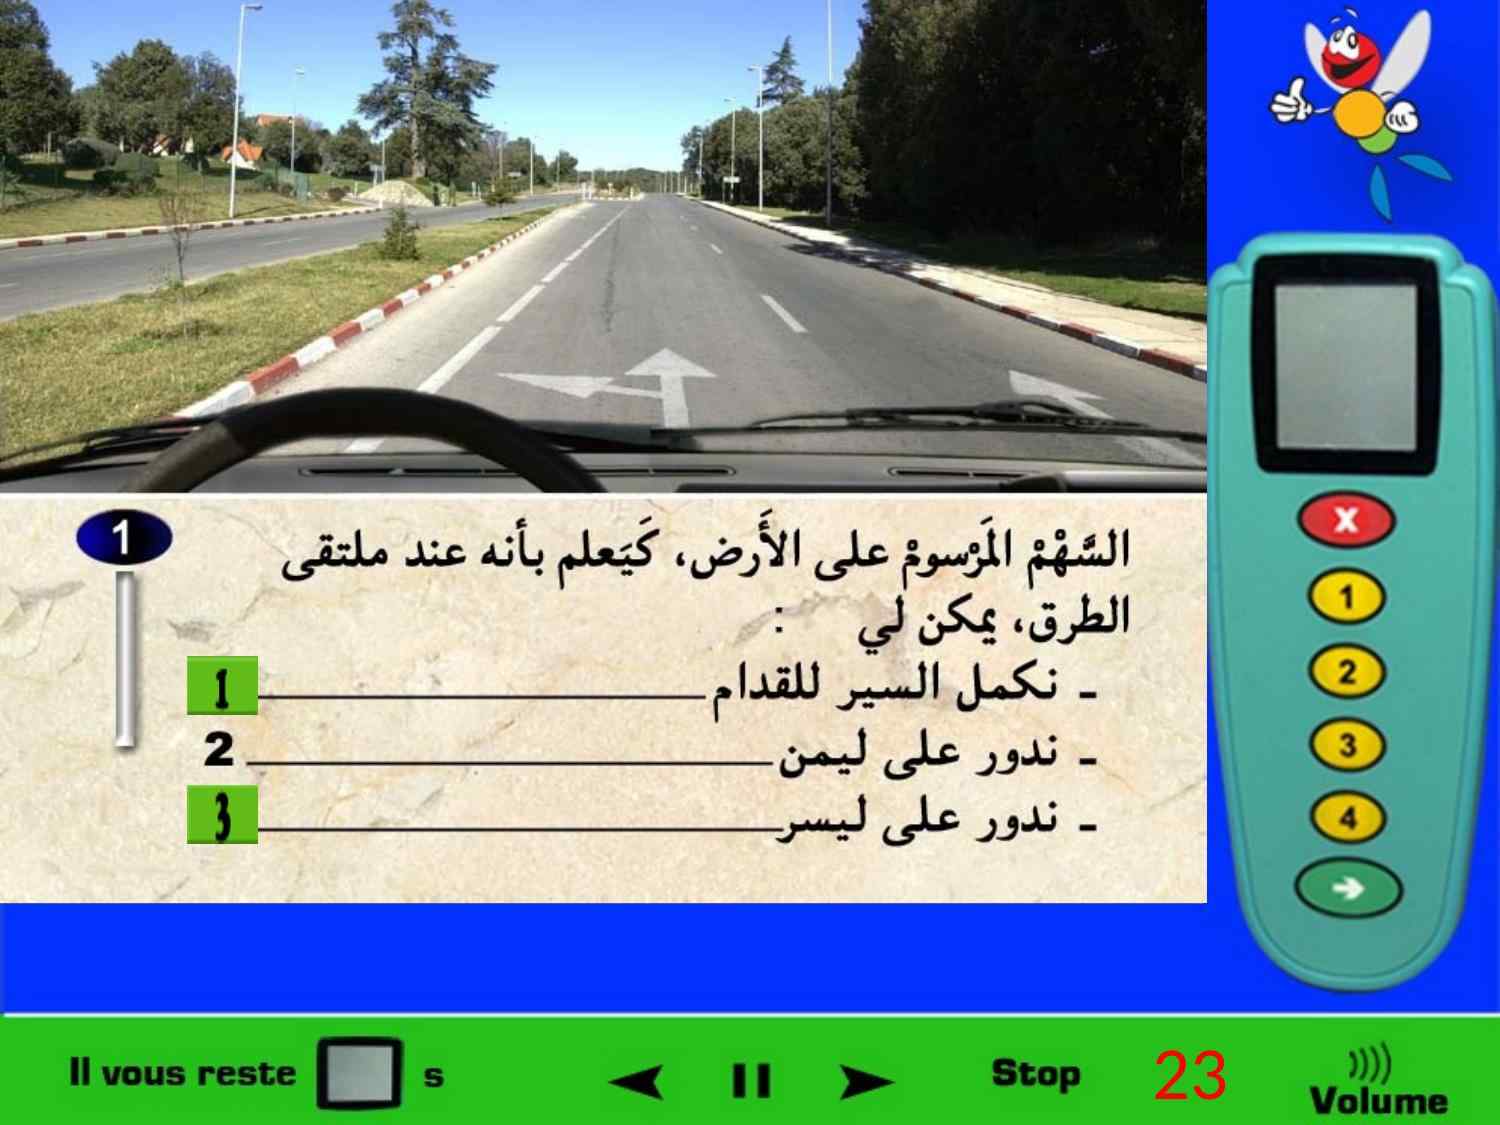 1
السَّهْمْ المَرْسومْ على الأَرض، كَيَعلم بأنه عند ملتقى
الطرق، يمكن لي :
ـ نكمل السير للقدام 1
ـ ندور على ليمن 2
ـ ندور على ليسر 3
X
1
2
3
4
Il vous reste s
Stop
23
Volume